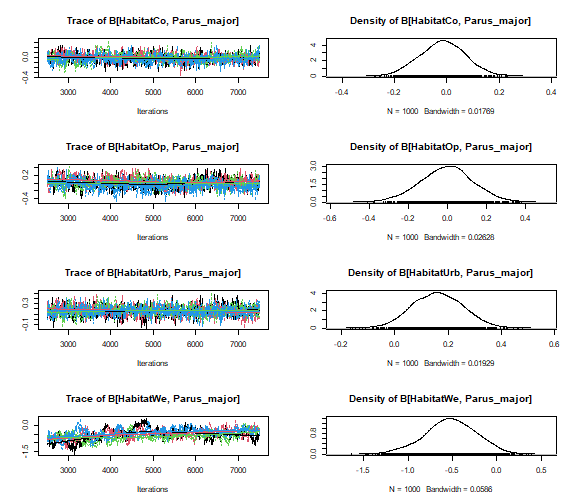 Trace of B[HabitatCo, Parus_major]
0.0
-0.4
3000 4000 5000 6000 7000
Iterations
Density of B[HabitatCo, Parus_major]
4
2
0
-0.4 -0.2 0.0 0.2 0.4
N = 1000 Bandwidth = 0.01769
Trace of B[HabitatOp, Parus_major]
0.2
-0.4
3000 4000 5000 6000 7000
Iterations
Density of B[HabitatOp, Parus_major]
3.0
1.5
0.0
-0.6 -0.4 -0.2 0.0 0.2 0.4
N = 1000 Bandwidth = 0.02628
Trace of B[HabitatUrb, Parus_major]
0.3
-0.1
3000 4000 5000 6000 7000
Iterations
Density of B[HabitatUrb, Parus_major]
4
2
0
-0.2 0.0 0.2 0.4 0.6
N = 1000 Bandwidth = 0.01929
Trace of B[HabitatWe, Parus_major]
0.0
-1.5
3000 4000 5000 6000 7000
Iterations
Density of B[HabitatWe, Parus_major]
0.8
0.0
-1.5 -1.0 -0.5 0.0 0.5
N = 1000 Bandwidth = 0.0586